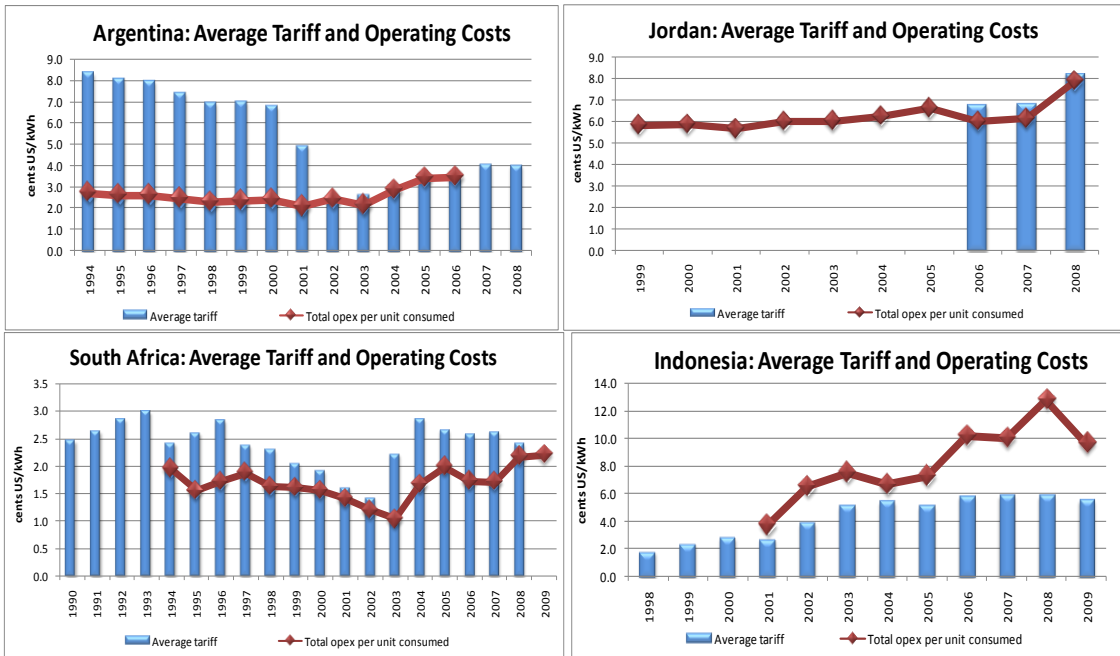 Argentina: Average Tariff and Operating Costs
cents US/kWh
9.0
8.0
7.0
6.0
5.0
4.0
3.0
2.0
1.0
0.0
1994 1995 1996 1997 1998 1999 2000 2001 2002 2003 2004 2005 2006 2007 2008
Average tariff Total opex per unit consumed
Jordan: Average Tariff and Operating Costs
cents US/kWh
9.0
8.0
7.0
6.0
5.0
4.0
3.0
2.0
1.0
0.0
1999 2000 2001 2002 2003 2004 2005 2006 2007 2008
Average tariff Total opex per unit consumed
South Africa: Average Tariff and Operating Costs
cents US/kWh
3.5
3.0
2.5
2.0
1.5
1.0
0.5
0.0
1990 1991 1992 1993 1994 1995 1996 1997 1998 1999 2000 2001 2002 2003 2004 2005 2006 2007 2008 2009
Average tariff Total opex per unit consumed
Indonesia: Average Tariff and Operating Costs
cents US/kWh
14.0
12.0
10.0
8.0
6.0
4.0
2.0
0.0
1998 1999 2000 2001 2002 2003 2004 2005 2006 2007 2008 2009
Average tariff Total opex per unit consumed